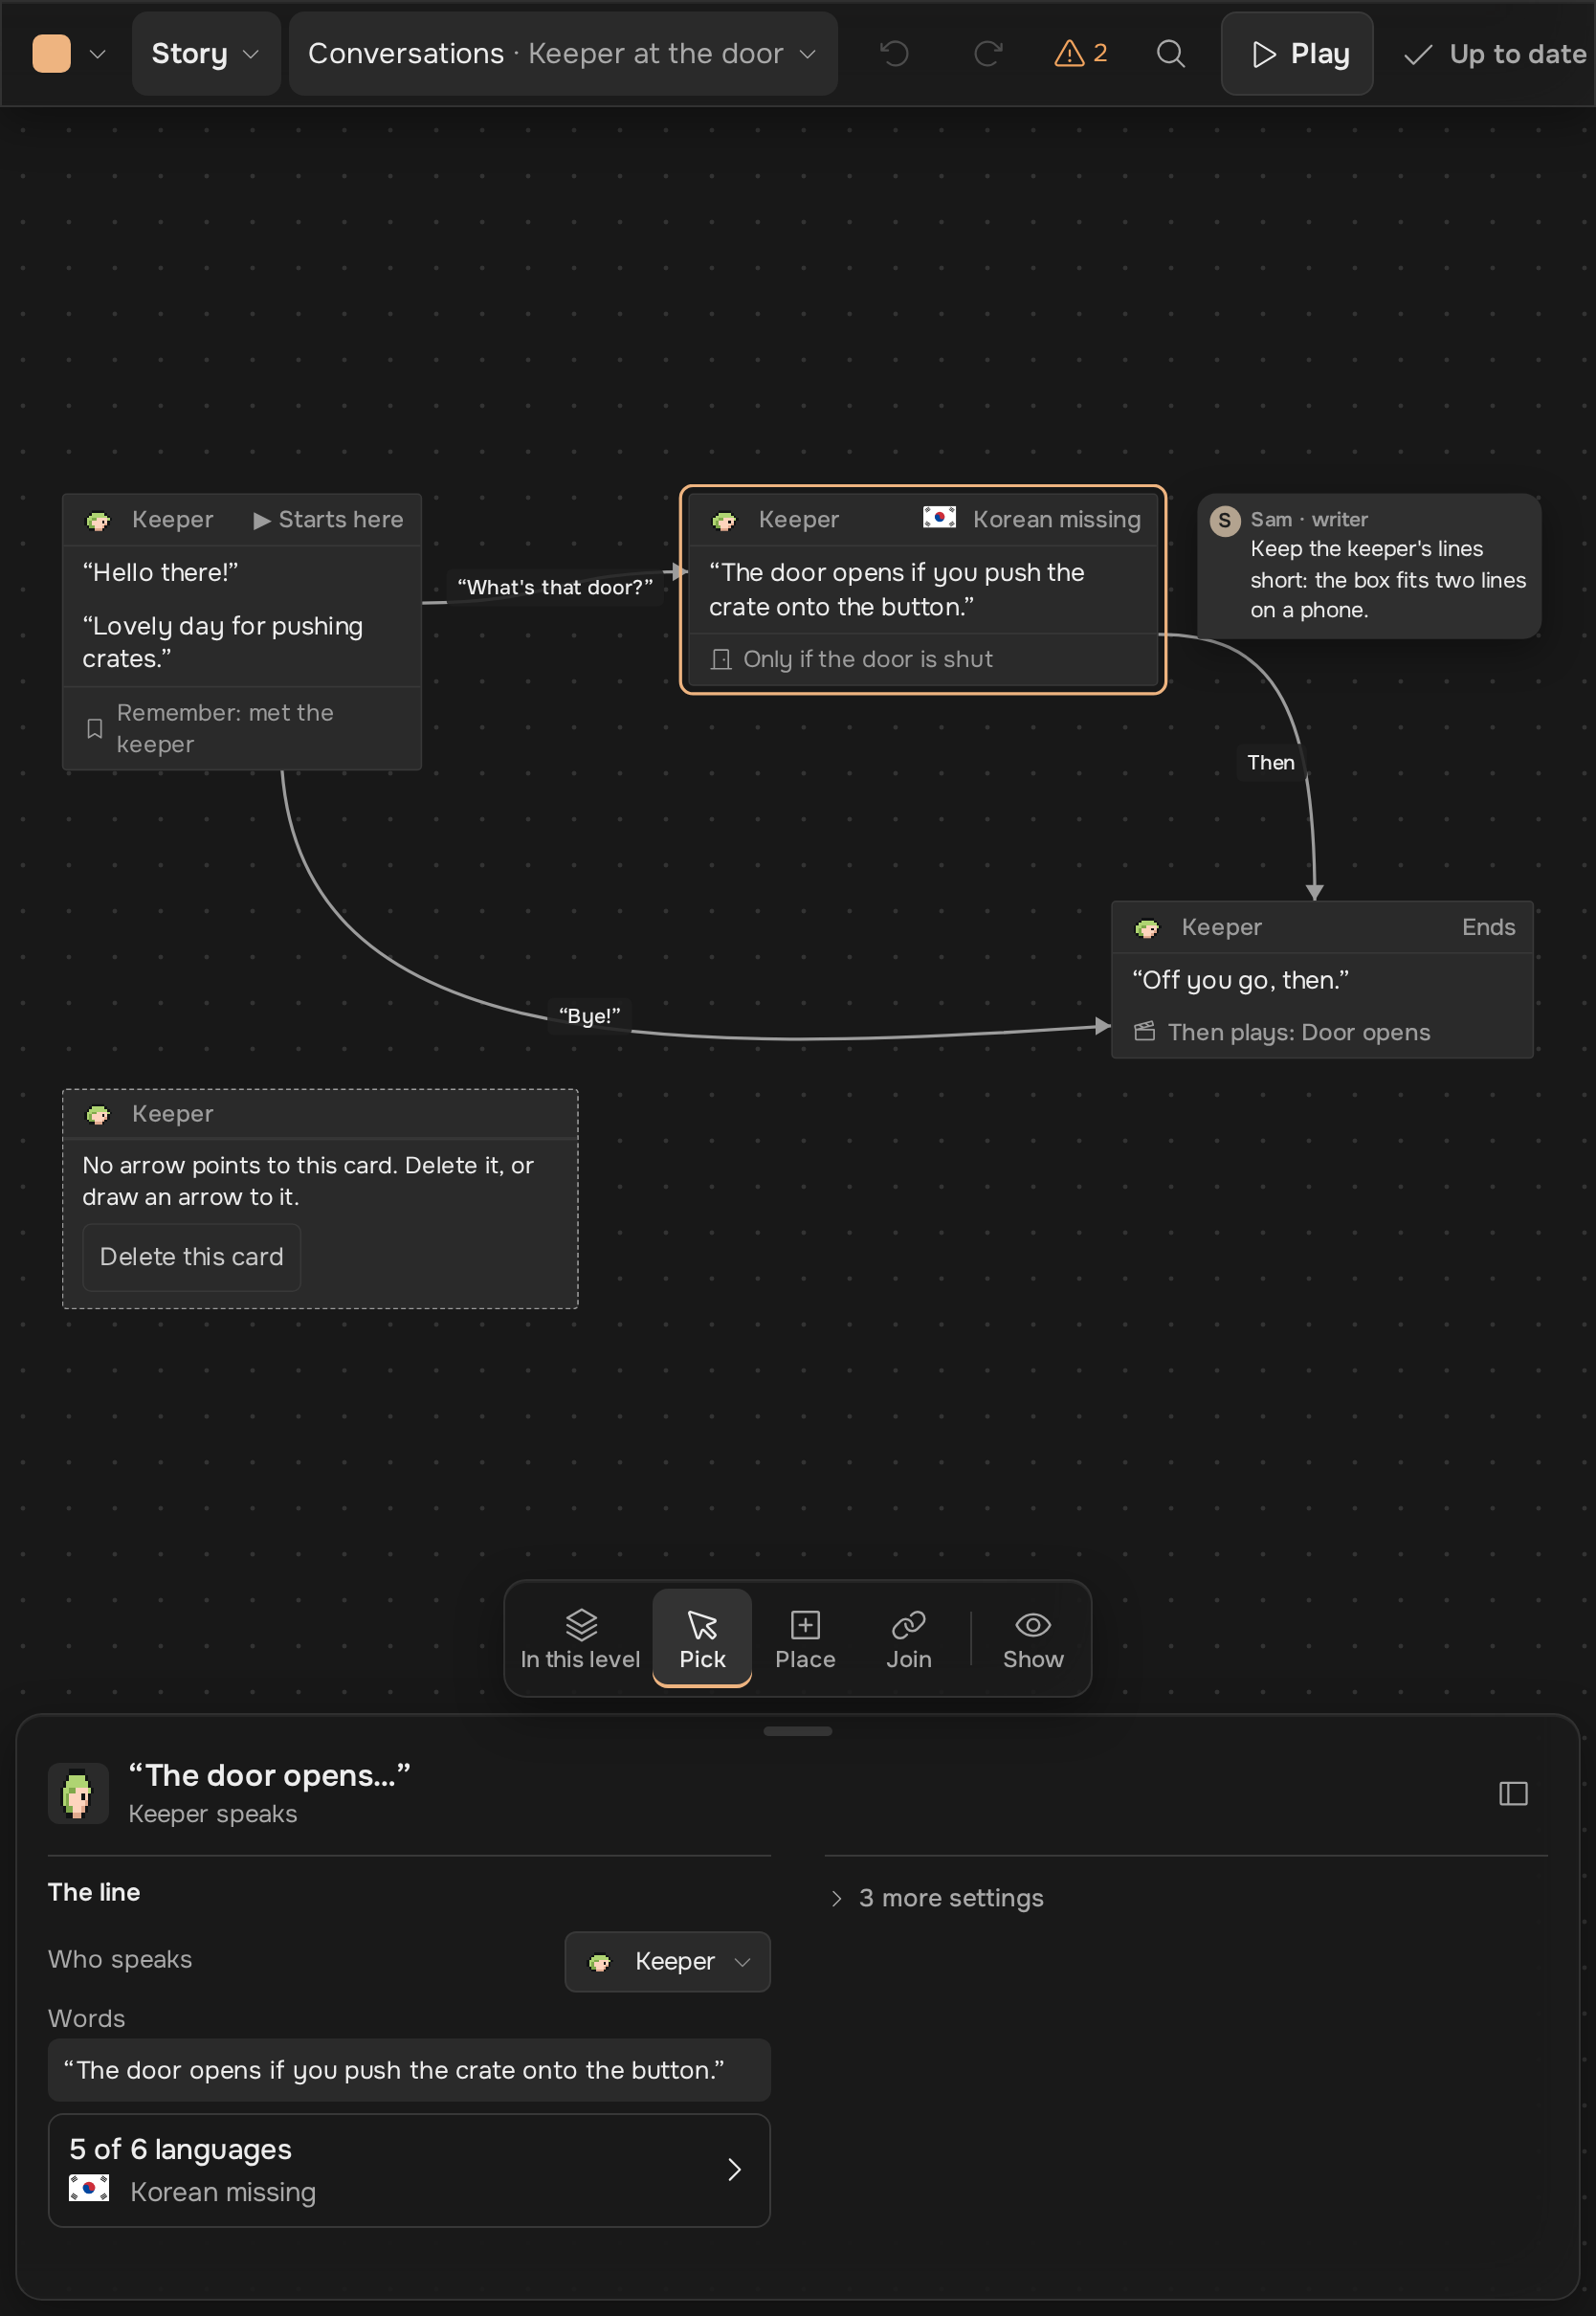 Story
Conversations · Keeper at the door
2
Play
Up to date
Keeper
▶ Starts here
“Hello there!”
“Lovely day for pushing
crates.”
Remember: met the
keeper
“What's that door?”
Keeper
Korean missing
“The door opens if you push the
crate onto the button.”
Only if the door is shut
S
Sam · writer
Keep the keeper's lines
short: the box fits two lines
on a phone.
Then
Keeper
Ends
“Off you go, then.”
Then plays: Door opens
“Bye!”
Keeper
No arrow points to this card. Delete it, or
draw an arrow to it.
Delete this card
In this level
Pick
Place
Join
Show
“The door opens...”
Keeper speaks
The line
3 more settings
Who speaks
Keeper
Words
“The door opens if you push the crate onto the button.”
5 of 6 languages
Korean missing